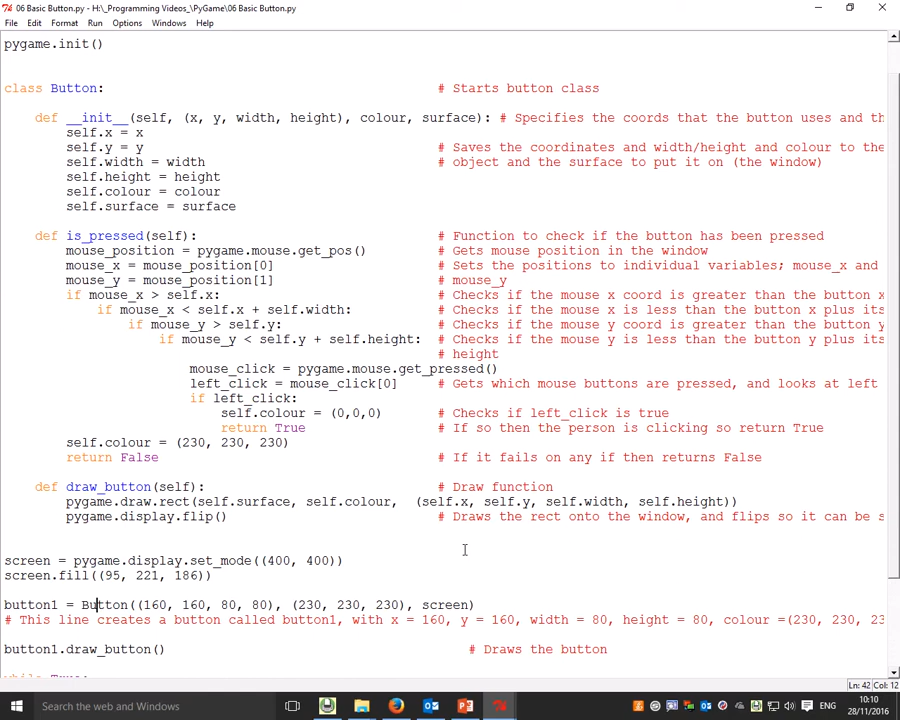 06 Basic Button.py - H:\_Programming Videos_\PyGame\06 Basic Button.py
File Edit Format Run Options Windows Help
pygame.init()
class Button: # Starts button class
def __init__(self, (x, y, width, height), colour, surface): # Specifies the coords that the button uses and th
self.x = x
self.y = y # Saves the coordinates and width/height and colour to the
self.width = width # object and the surface to put it on (the window)
self.height = height
self.colour = colour
self.surface = surface
def is_pressed(self): # Function to check if the button has been pressed
mouse_position = pygame.mouse.get_pos() # Gets mouse position in the window
mouse_x = mouse_position[0] # Sets the positions to individual variables; mouse_x and
mouse_y = mouse_position[1] # mouse_y
if mouse_x > self.x: # Checks if the mouse x coord is greater than the button x
if mouse_x < self.x + self.width: # Checks if the mouse x is less than the button x plus its
if mouse_y > self.y: # Checks if the mouse y coord is greater than the button y
if mouse_y < self.y + self.height: # Checks if the mouse y is less than the button y plus its
# height
mouse_click = pygame.mouse.get_pressed()
left_click = mouse_click[0] # Gets which mouse buttons are pressed, and looks at left
if left_click:
self.colour = (0,0,0) # Checks if left_click is true
return True # If so then the person is clicking so return True
self.colour = (230, 230, 230)
return False # If it fails on any if then returns False
def draw_button(self): # Draw function
pygame.draw.rect(self.surface, self.colour, (self.x, self.y, self.width, self.height))
pygame.display.flip() # Draws the rect onto the window, and flips so it can be s
screen = pygame.display.set_mode((400, 400))
screen.fill((95, 221, 186))
button1 = Button((160, 160, 80, 80), (230, 230, 230), screen)
# This line creates a button called button1, with x = 160, y = 160, width = 80, height = 80, colour =(230, 230, 23
button1.draw_button() # Draws the button
while True:
Ln: 42 Col: 12
Search the web and Windows
ENG
10:10
28/11/2016